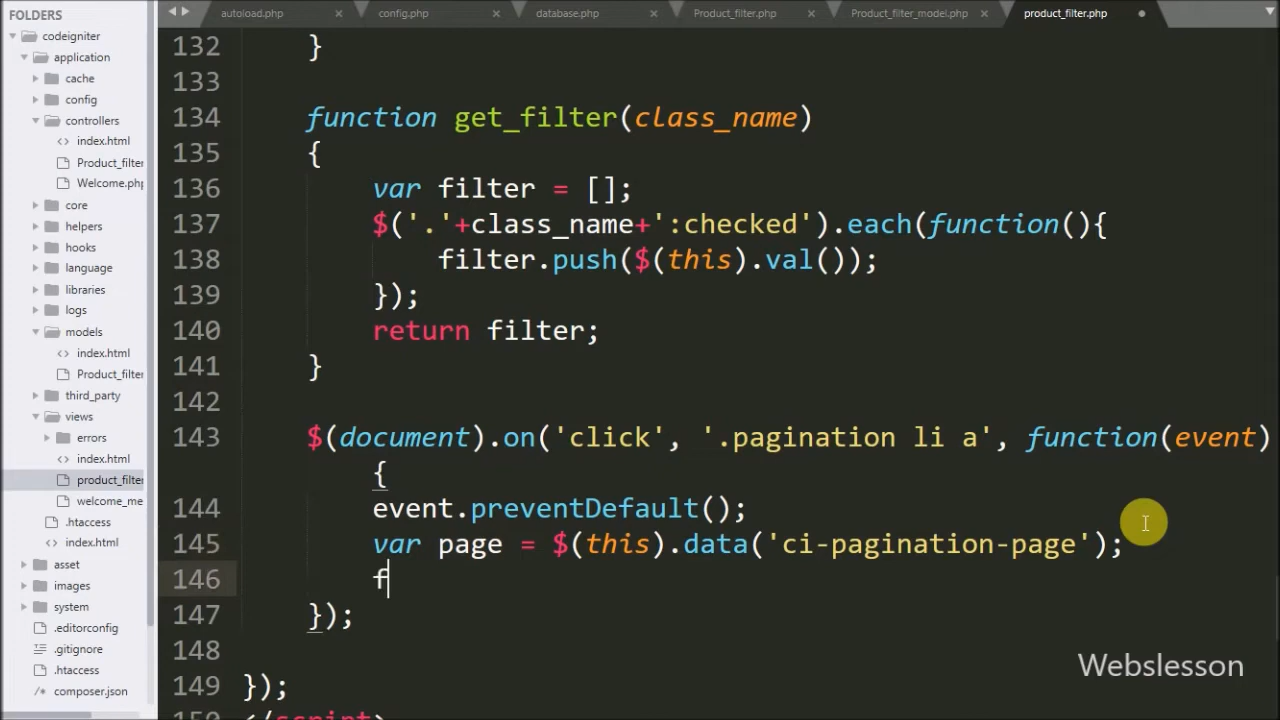 FOLDERS
codeigniter
application
cache
config
controllers
index.html
Product_filter
Welcome.php
core
helpers
hooks
language
libraries
logs
models
index.html
Product_filter
third_party
views
errors
index.html
product_filter
welcome_me
.htaccess
index.html
asset
images
system
.editorconfig
.gitignore
.htaccess
composer.json
autoload.php
config.php
database.php
Product_filter.php
Product_filter_model.php
product_filter.php
132 }
133
134 function get_filter(class_name)
135 {
136 var filter = [];
137 $('.'+class_name+':checked').each(function(){
138 filter.push($(this).val());
139 });
140 return filter;
141 }
142
143 $(document).on('click', '.pagination li a', function(event)
{
144 event.preventDefault();
145 var page = $(this).data('ci-pagination-page');
146 f
147 });
148
149 });
150 </script>
Webslesson